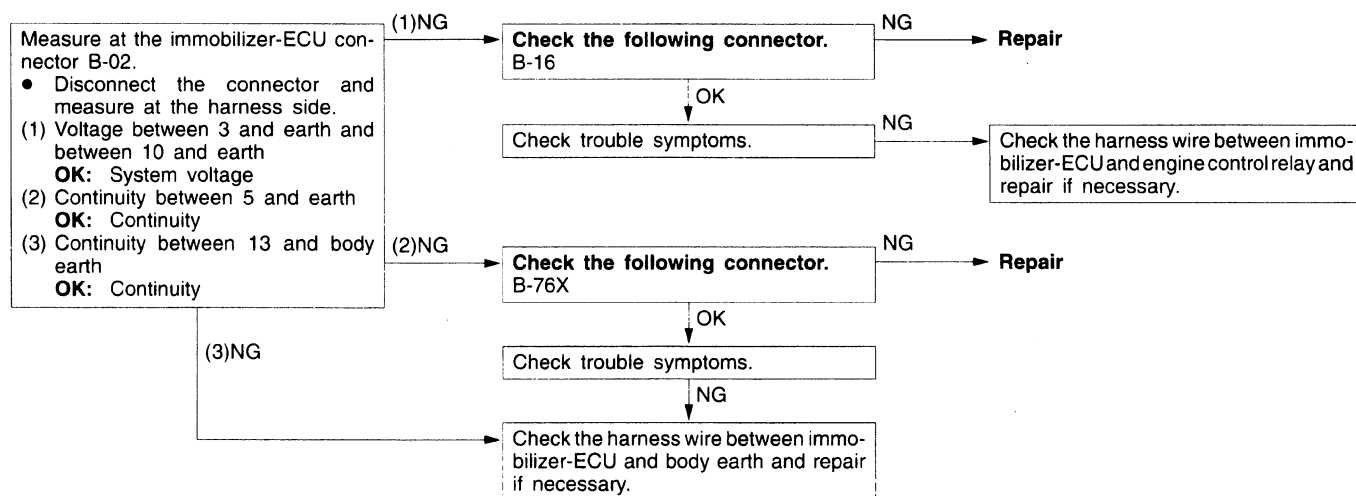 Measure at the immobilizer-ECU con-
nector B-02.
● Disconnect the connector and
measure at the harness side.
(1) Voltage between 3 and earth and
between 10 and earth
OK: System voltage
(2) Continuity between 5 and earth
OK: Continuity
(3) Continuity between 13 and body
earth
OK: Continuity
(1)NG
Check the following connector.
B-16
NG
Repair
OK
Check trouble symptoms.
NG
Check the harness wire between immo-
bilizer-ECU and engine control relay and
repair if necessary.
(2)NG
Check the following connector.
B-76X
NG
Repair
OK
Check trouble symptoms.
NG
(3)NG
Check the harness wire between immo-
bilizer-ECU and body earth and repair
if necessary.